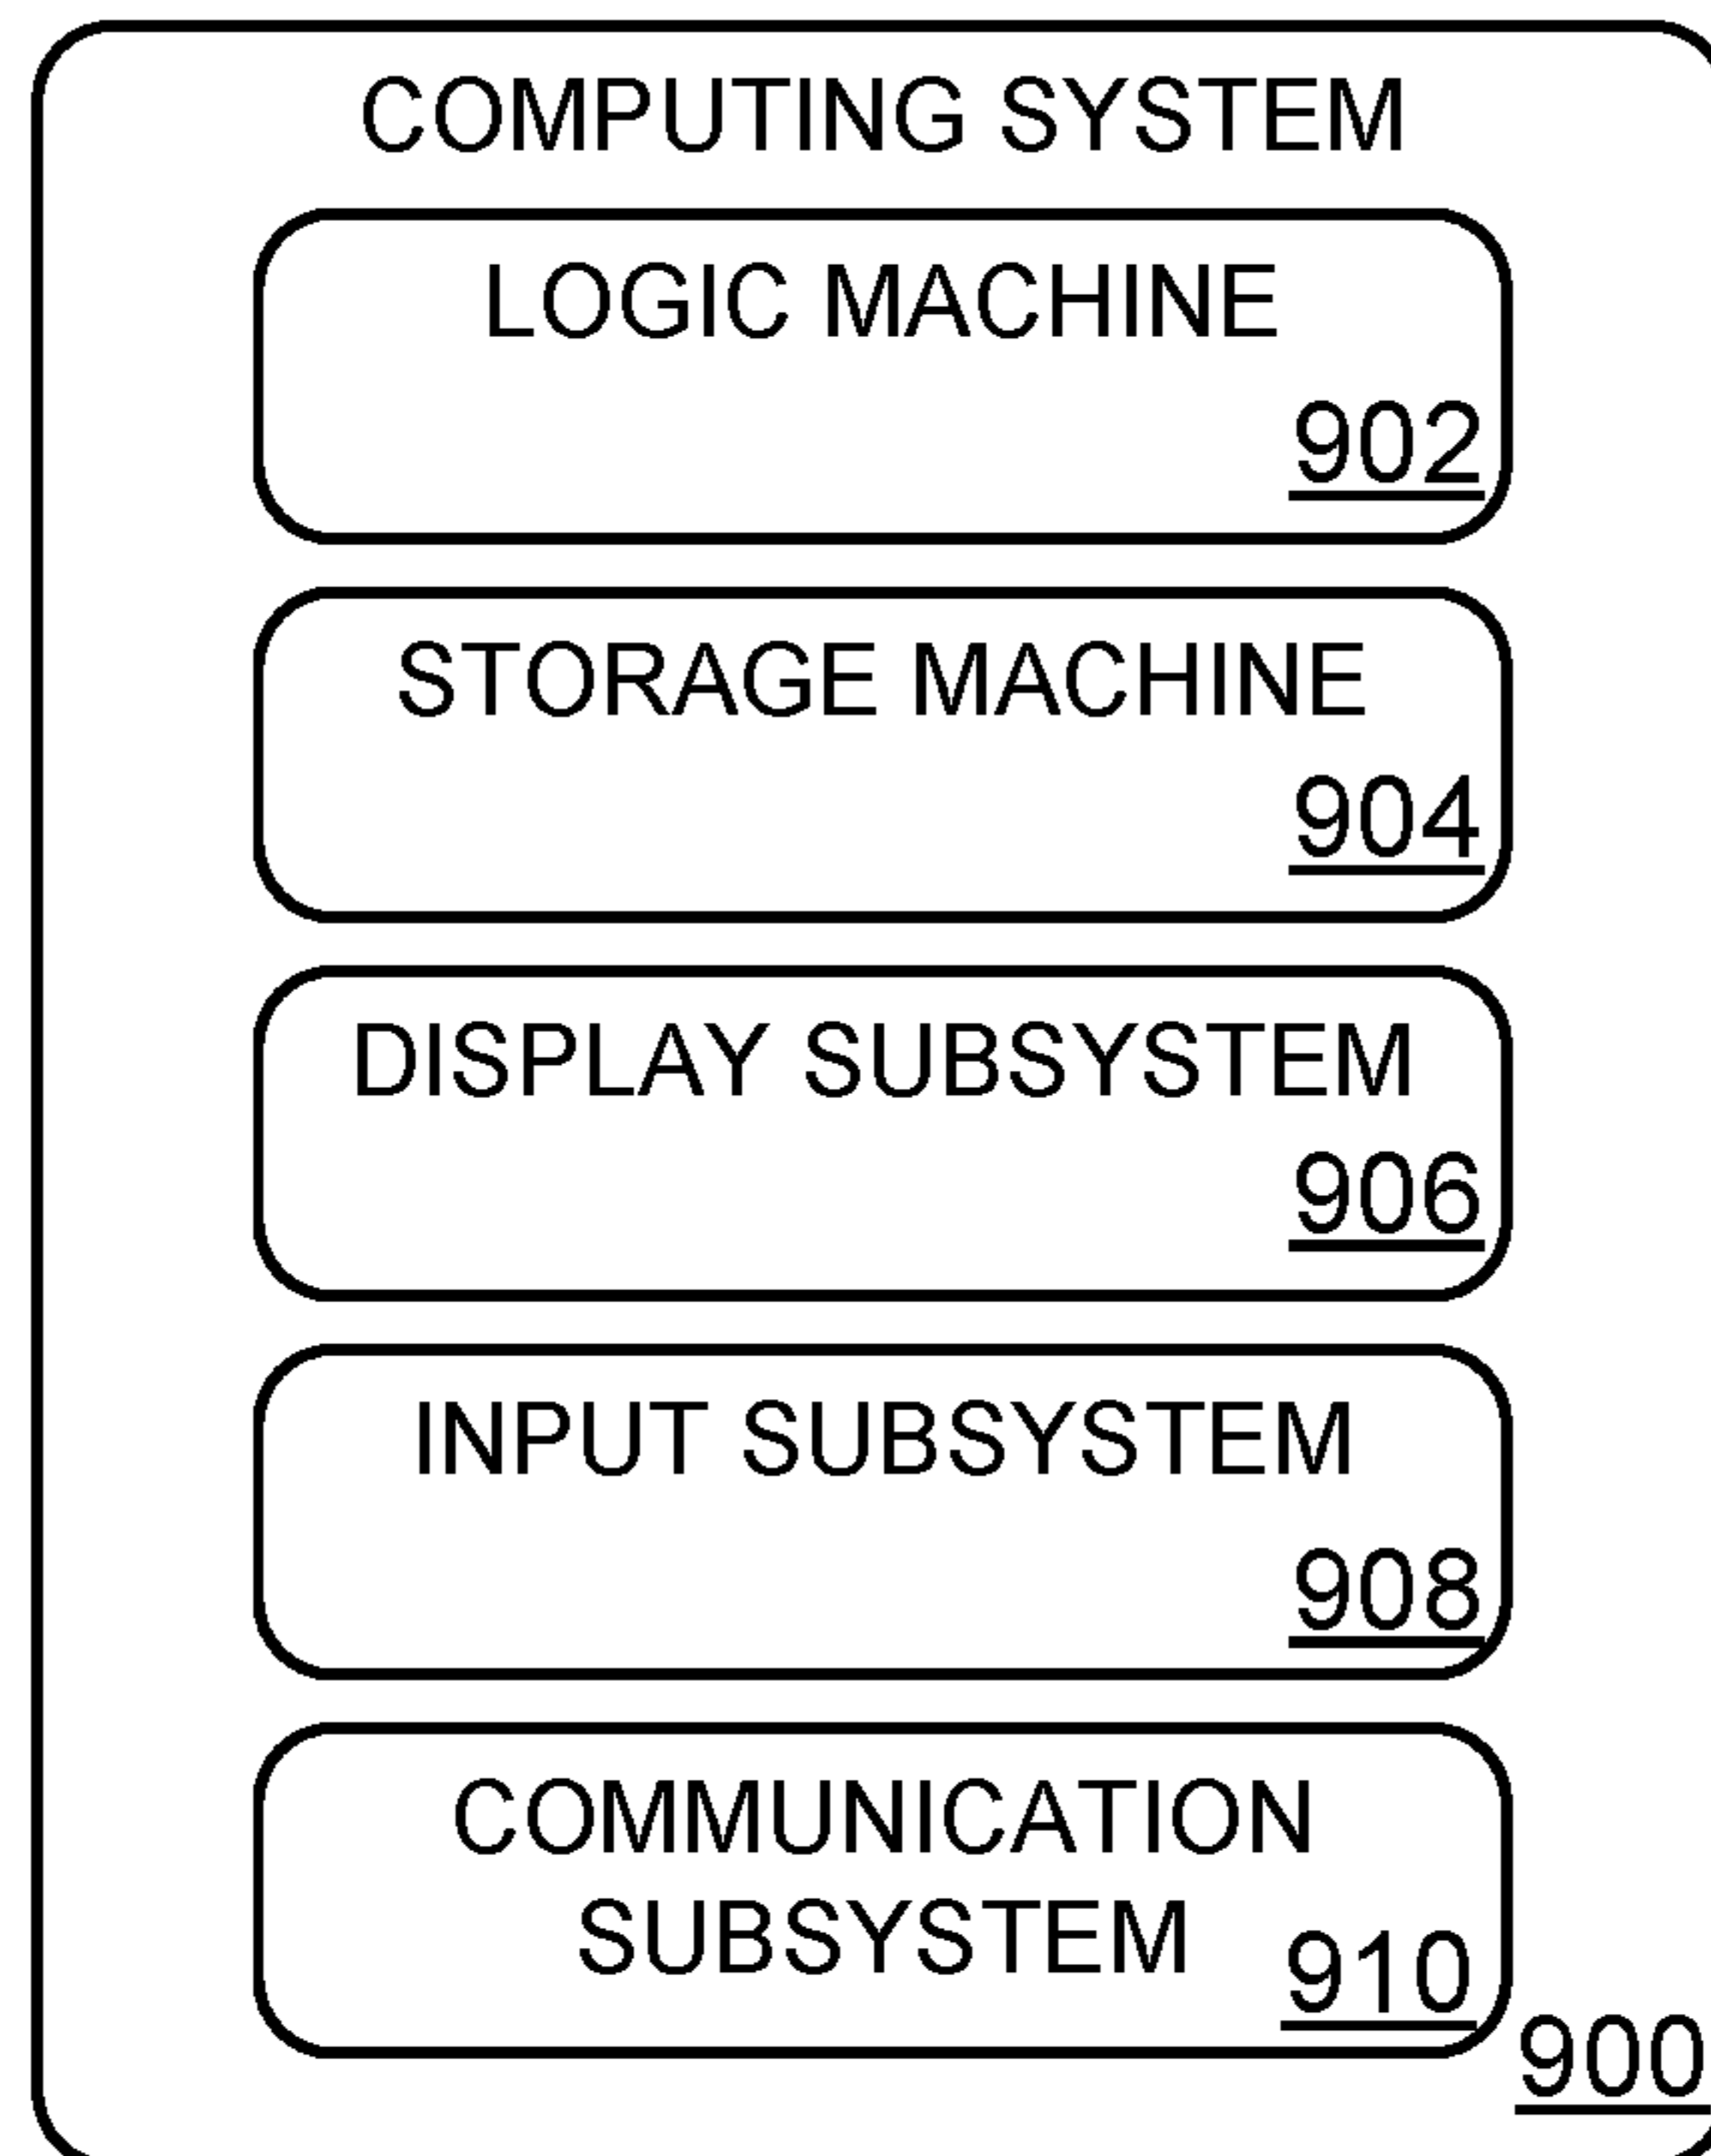 COMPUTING SYSTEM
LOGIC MACHINE
902
STORAGE MACHINE
904
DISPLAY SUBSYSTEM
906
INPUT SUBSYSTEM
908
COMMUNICATION
SUBSYSTEM 910
900